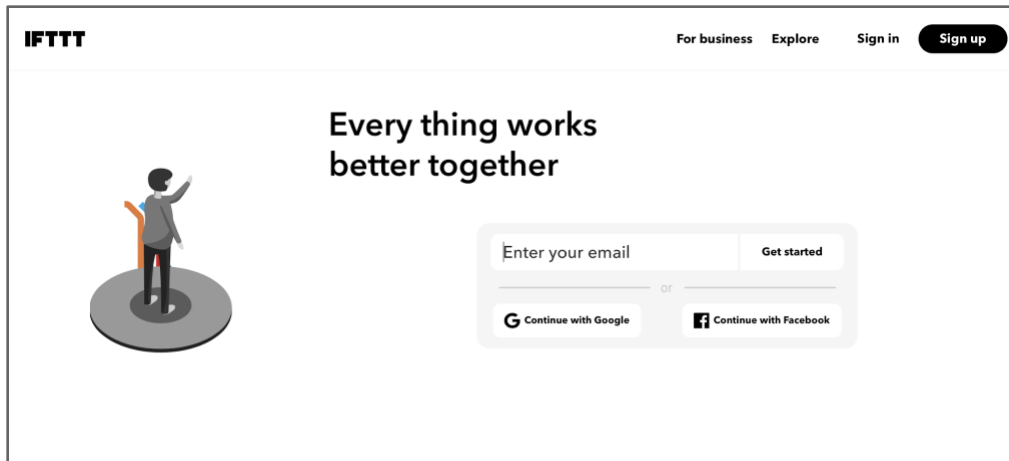 IFTTT
For business
Explore
Sign in
Sign up
Every thing works
better together
Enter your email
Get started
or
Continue with Google
Continue with Facebook